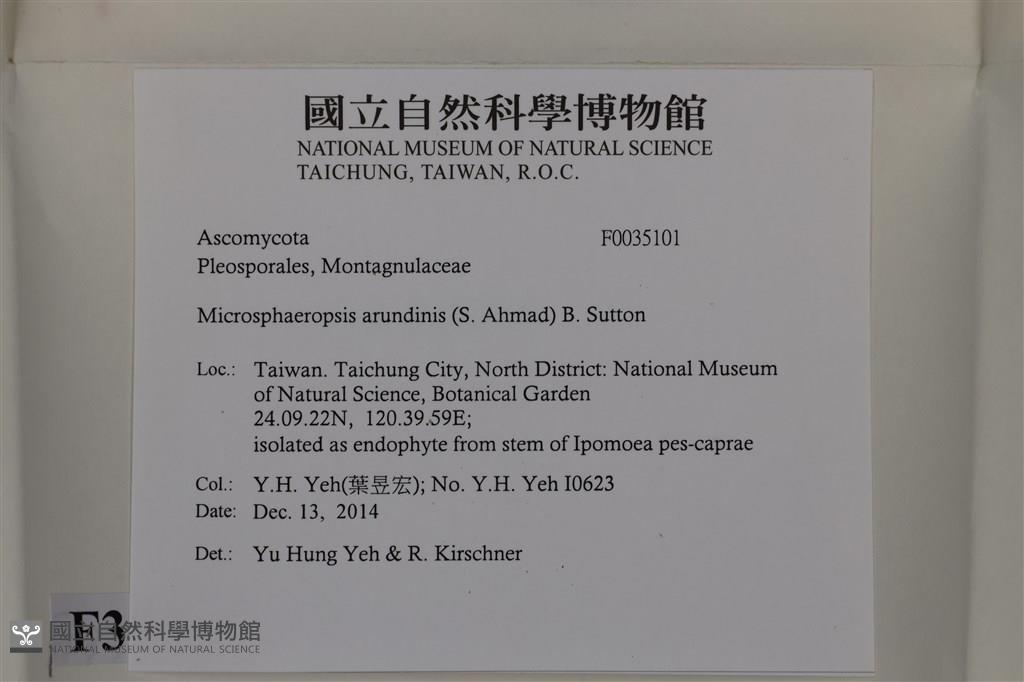 國立自然科學博物館
NATIONAL MUSEUM OF NATURAL SCIENCE
TAICHUNG, TAIWAN, R.O.C.
Ascomycota F0035101
Pleosporales, Montagnulaceae
Microsphaeropsis arundinis (S. Ahmad) B. Sutton
Loc.: Taiwan. Taichung City, North District: National Museum
of Natural Science, Botanical Garden
24.09.22N, 120.39.59E;
isolated as endophyte from stem of Ipomoea pes-caprae
Col.: Y.H. Yeh(葉昱宏); No. Y.H. Yeh I0623
Date: Dec. 13, 2014
Det.: Yu Hung Yeh & R. Kirschner
F3
國立自然科學博物館
NATIONAL MUSEUM OF NATURAL SCIENCE